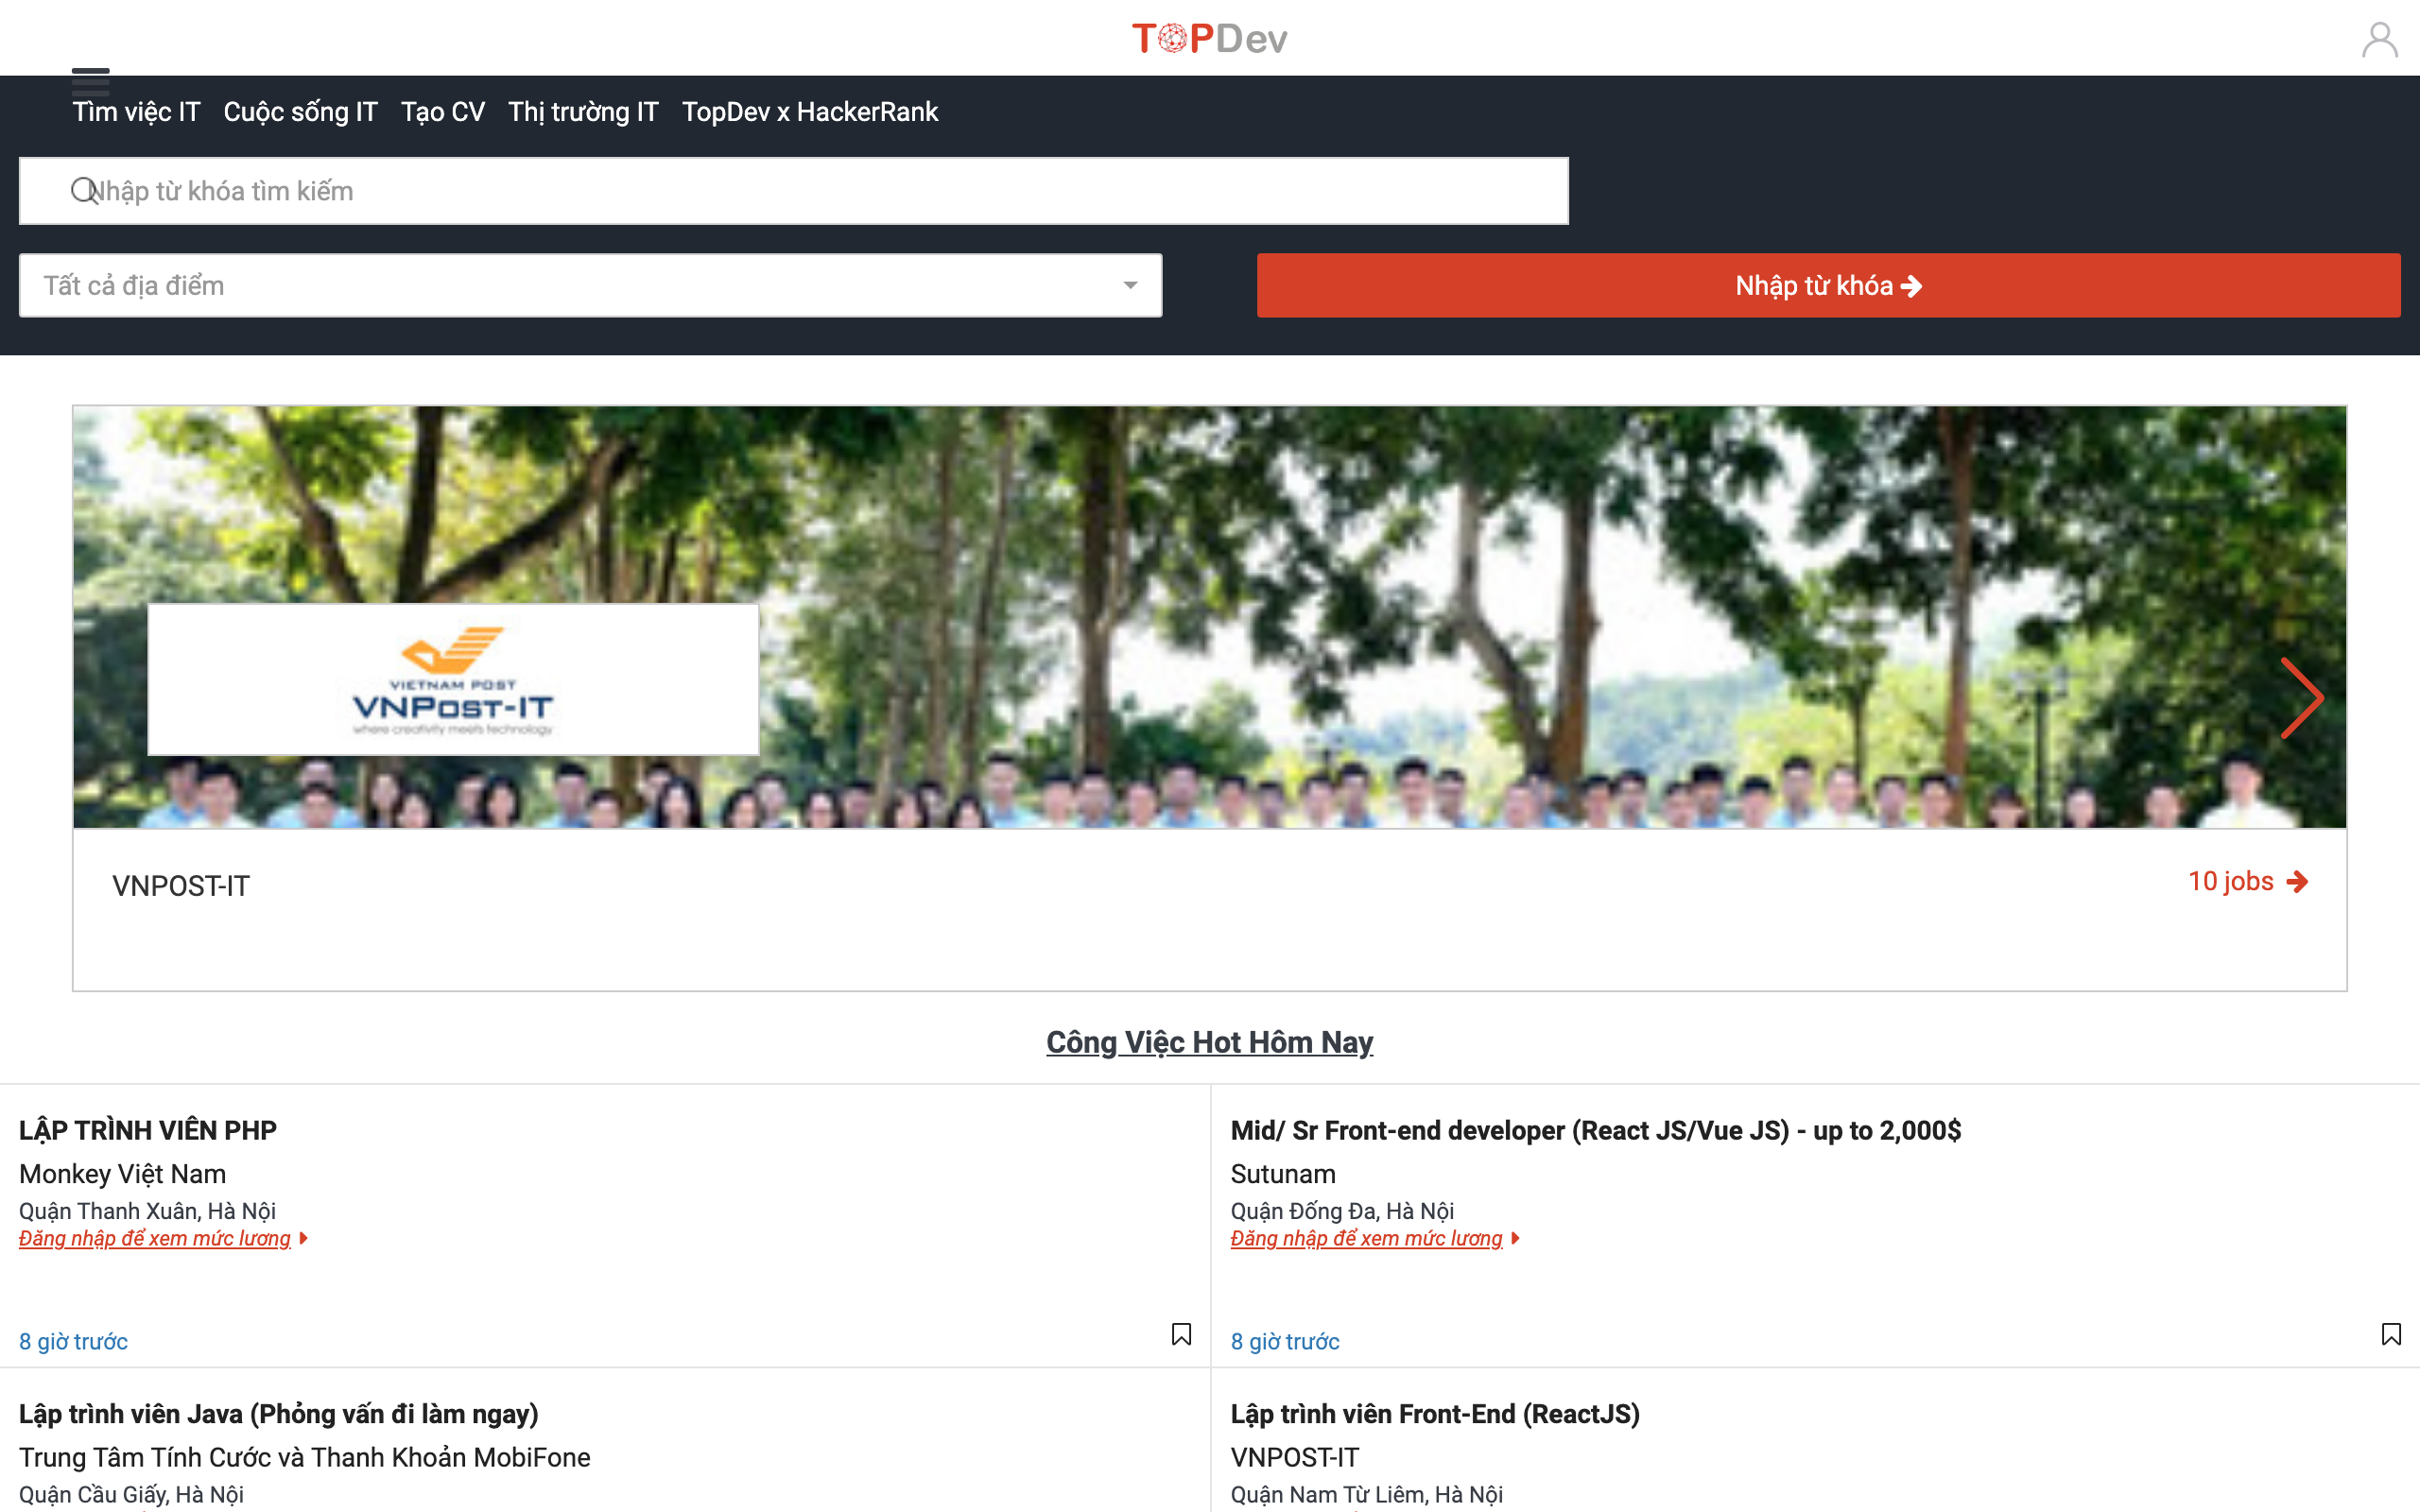 TOPDev
Tìm việc IT Cuộc sống IT Tạo CV Thị trường IT TopDev x HackerRank
Nhập từ khóa tìm kiếm
Tất cả địa điểm
Nhập từ khóa
VIETNAM POST
VNPOST-IT
where creativity meets technology
VNPOST-IT
10 jobs
Công Việc Hot Hôm Nay
LẬP TRÌNH VIÊN PHP
Monkey Việt Nam
Quận Thanh Xuân, Hà Nội
Đăng nhập để xem mức lương
8 giờ trước
Mid/ Sr Front-end developer (React JS/Vue JS) - up to 2,000$
Sutunam
Quận Đống Đa, Hà Nội
Đăng nhập để xem mức lương
8 giờ trước
Lập trình viên Java (Phỏng vấn đi làm ngay)
Trung Tâm Tính Cước và Thanh Khoản MobiFone
Quận Cầu Giấy, Hà Nội
Lập trình viên Front-End (ReactJS)
VNPOST-IT
Quận Nam Từ Liêm, Hà Nội